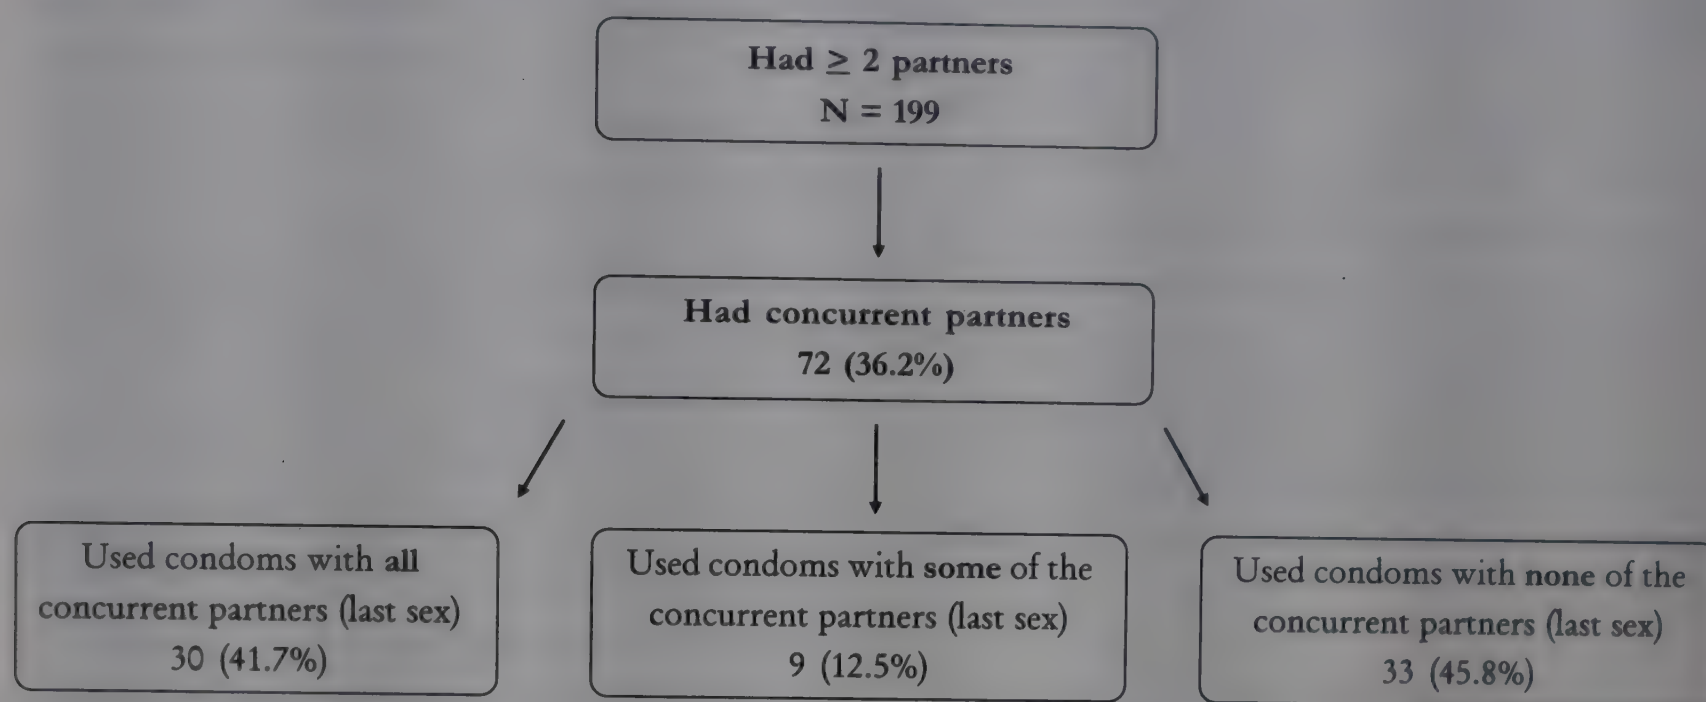 Had ≥ 2 partners
N = 199
Had concurrent partners
72 (36.2%)
Used condoms with all
concurrent partners (last sex)
30 (41.7%)
Used condoms with some of the
concurrent partners (last sex)
9 (12.5%)
Used condoms with none of the
concurrent partners (last sex)
33 (45.8%)